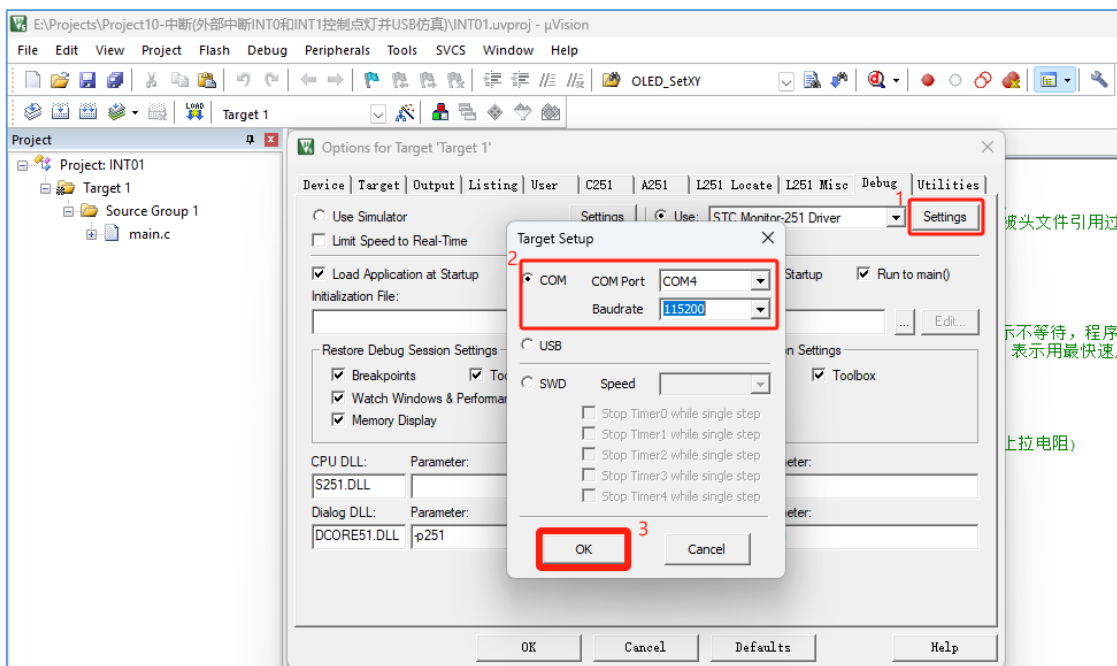 E:\Projects\Project10-中断(外部中断INT0和INT1控制点灯并USB仿真)\INT01.uvproj - µVision
File Edit View Project Flash Debug Peripherals Tools SVCS Window Help
OLED_SetXY
LOAD Target 1
Project
Project: INT01
Target 1
Source Group 1
main.c
Options for Target 'Target 1'
Device Target Output Listing User C251 A251 L251 Locate L251 Misc Debug Utilities
1
Use Simulator Settings Use: STC Monitor-251 Driver Settings
被头文件引用过
Limit Speed to Real-Time
Target Setup
2
Load Application at Startup Startup Run to main()
COM COM Port COM4
Initialization File:
Baudrate 115200
... Edit...
示不等待，程序
USB
表示用最快速
Restore Debug Session Settings n Settings
Breakpoints Too Toolbox
SWD Speed
Watch Windows & Performan
Memory Display
Stop Timer0 while single step
Stop Timer1 while single step
上拉电阻)
Stop Timer2 while single step
Stop Timer3 while single step
Stop Timer4 while single step
CPU DLL: Parameter: eter:
S251.DLL
Dialog DLL: Parameter: eter:
DCORE51.DLL -p251
3
OK Cancel
OK Cancel Defaults Help